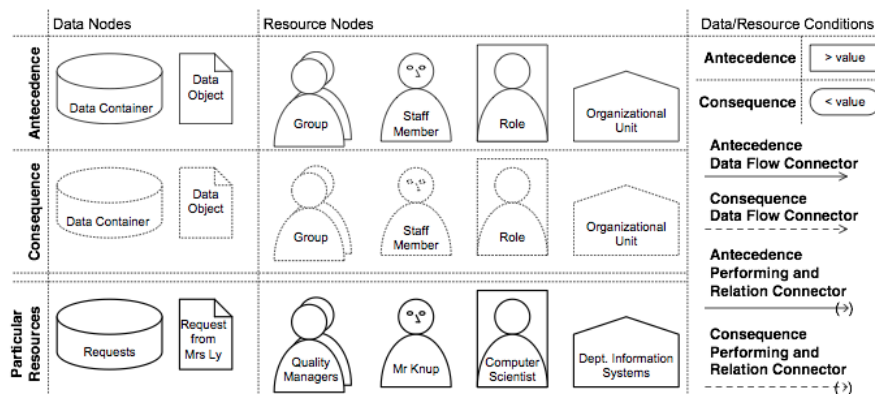 Data Nodes
Resource Nodes
Data/Resource Conditions
Antecedence
Data Container
Data
Object
Group
Staff
Member
Role
Organizational
Unit
Antecedence
> value
Consequence
< value
Consequence
Data Container
Data
Object
Group
Staff
Member
Role
Organizational
Unit
Antecedence
Data Flow Connector
Consequence
Data Flow Connector
Antecedence
Performing and
Relation Connector
(>)
Consequence
Performing and
Relation Connector
(>)
Particular
Resources
Requests
Request
from
Mrs Ly
Quality
Managers
Mr Knup
Computer
Scientist
Dept. Information
Systems